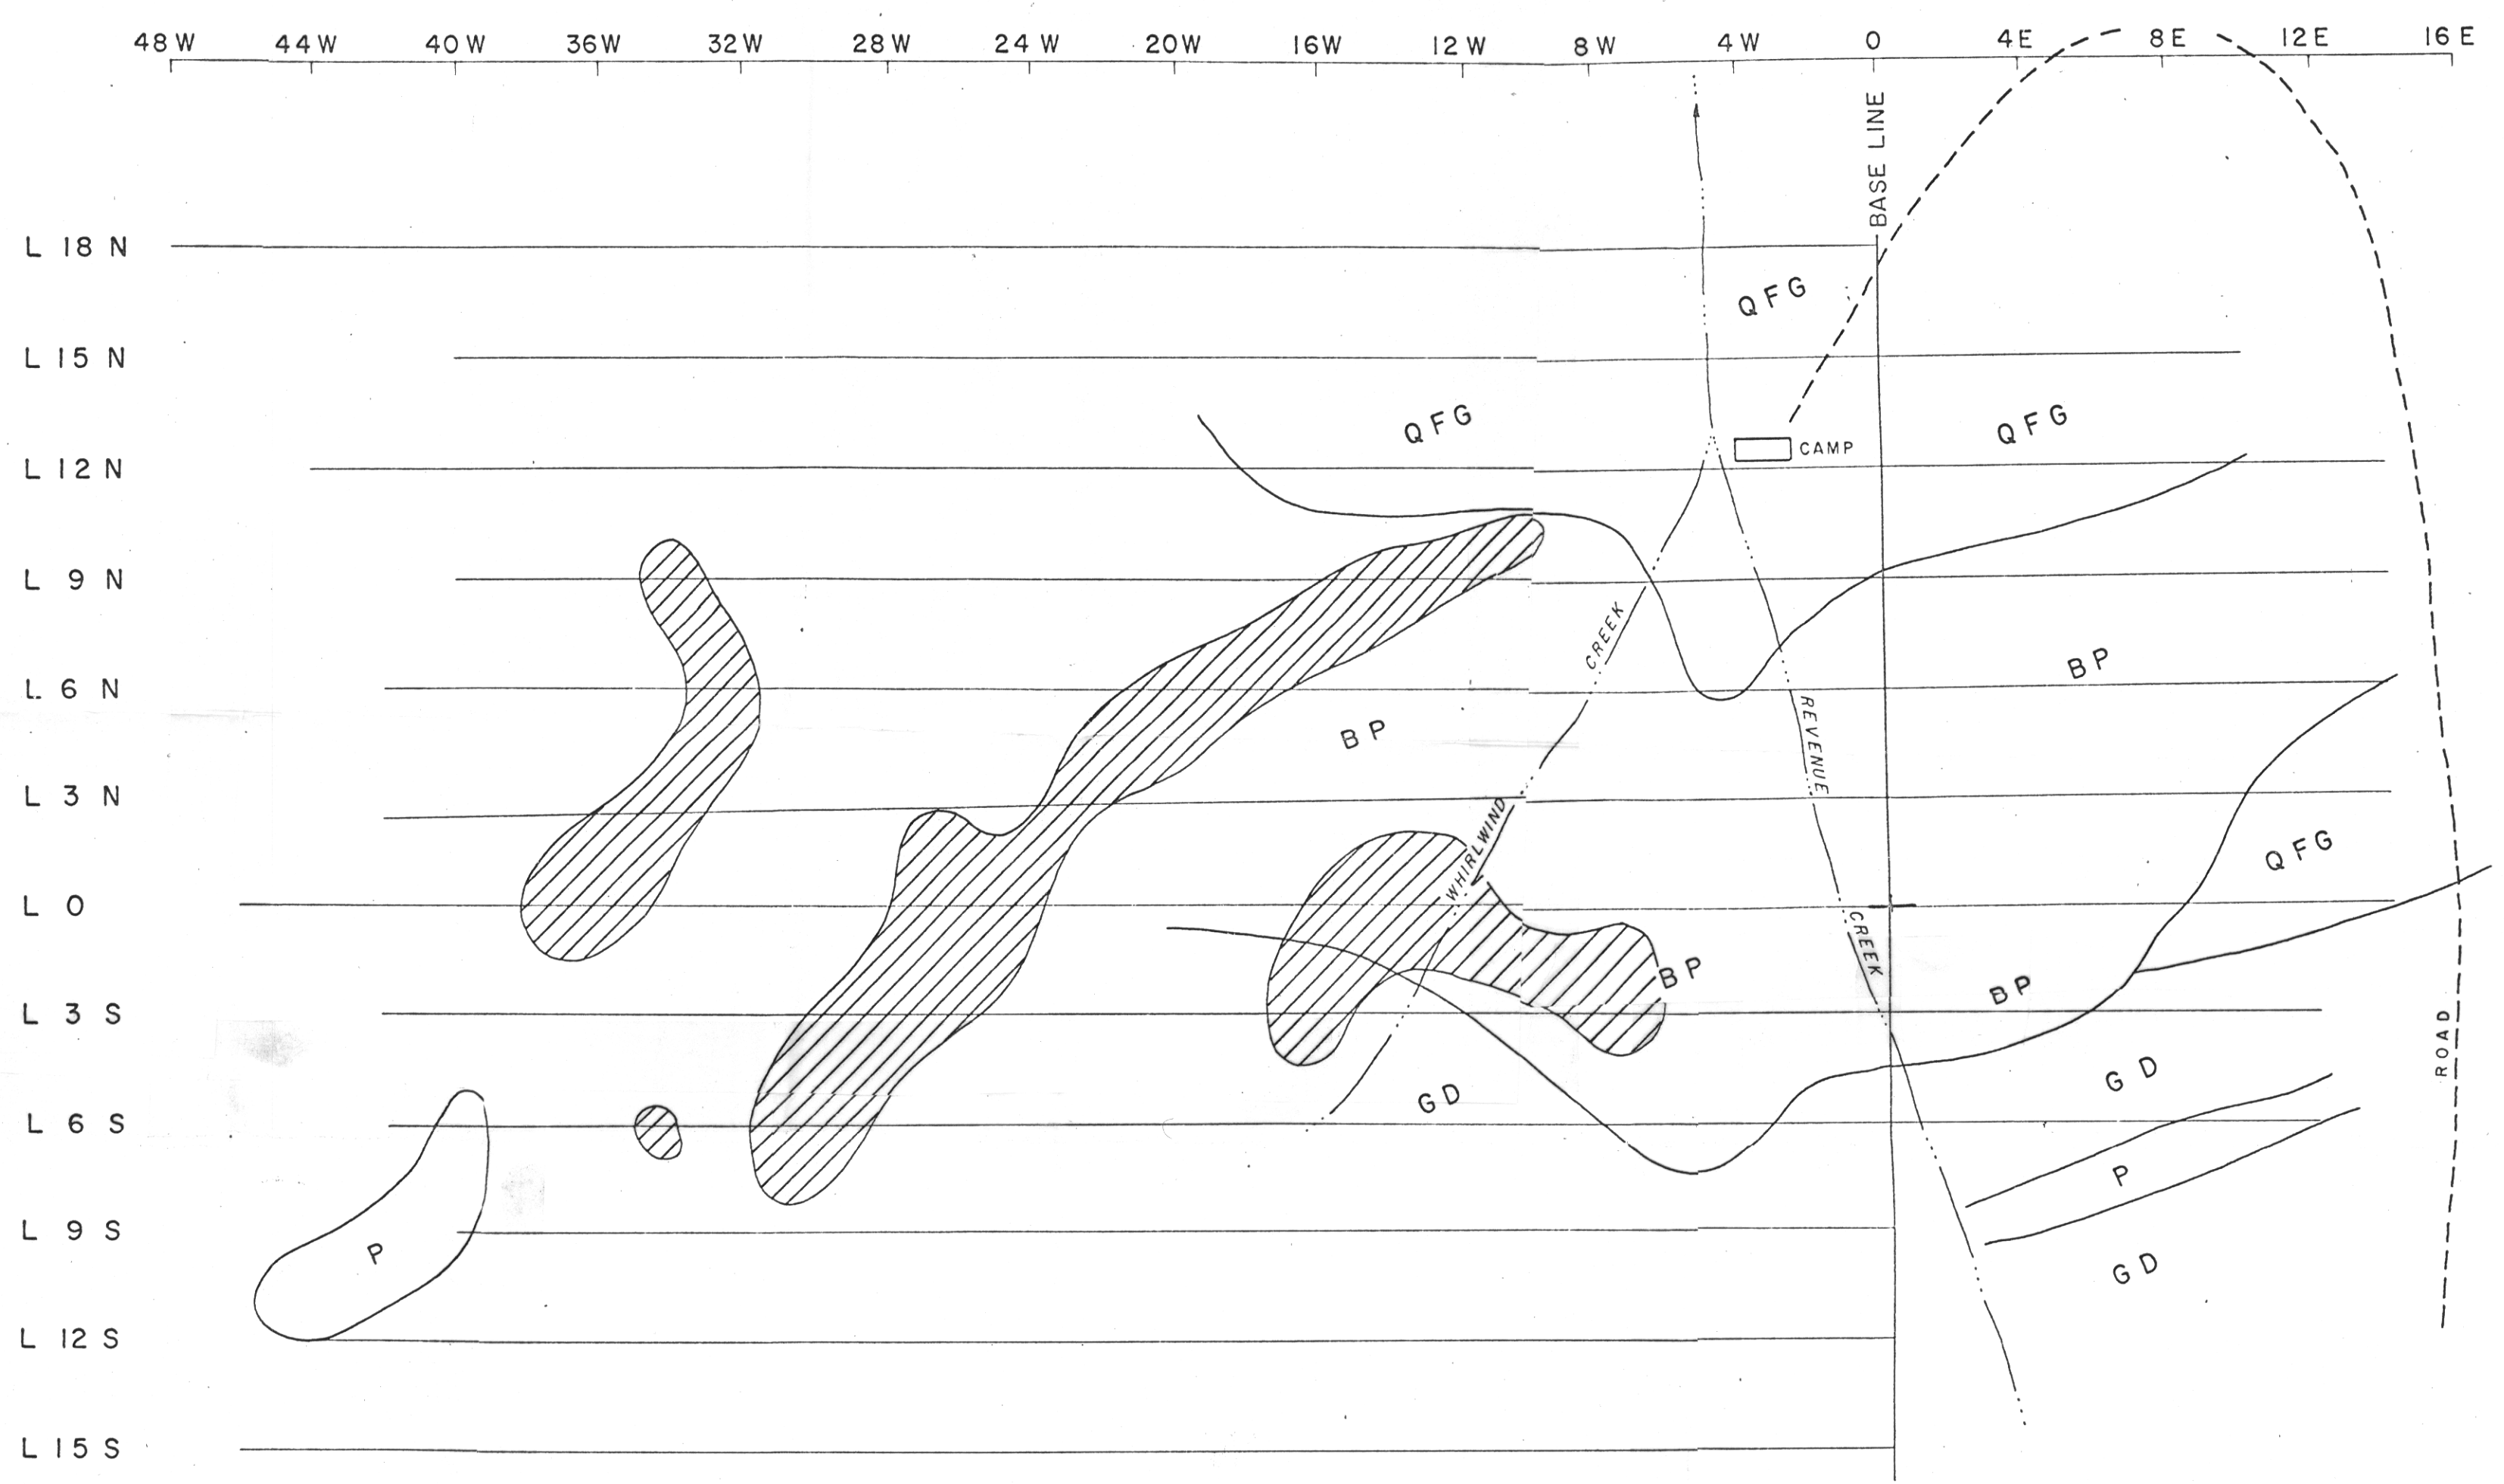 48W 44W 40W 36W 32W 28W 24W 20W 16W 12W 8W 4W 0 4E 8E 12E 16E
BASE LINE
L 18 N
QFG
L 15 N
QFG
QFG
CAMP
L 12 N
L 9 N
CREEK
BP
L 6 N
REVENUE
BP
L 3 N
WHIRLWIND
QFG
L 0
CREEK
BP
BP
L 3 S
ROAD
GD
GD
L 6 S
P
L 9 S
P
GD
L 12 S
L 15 S